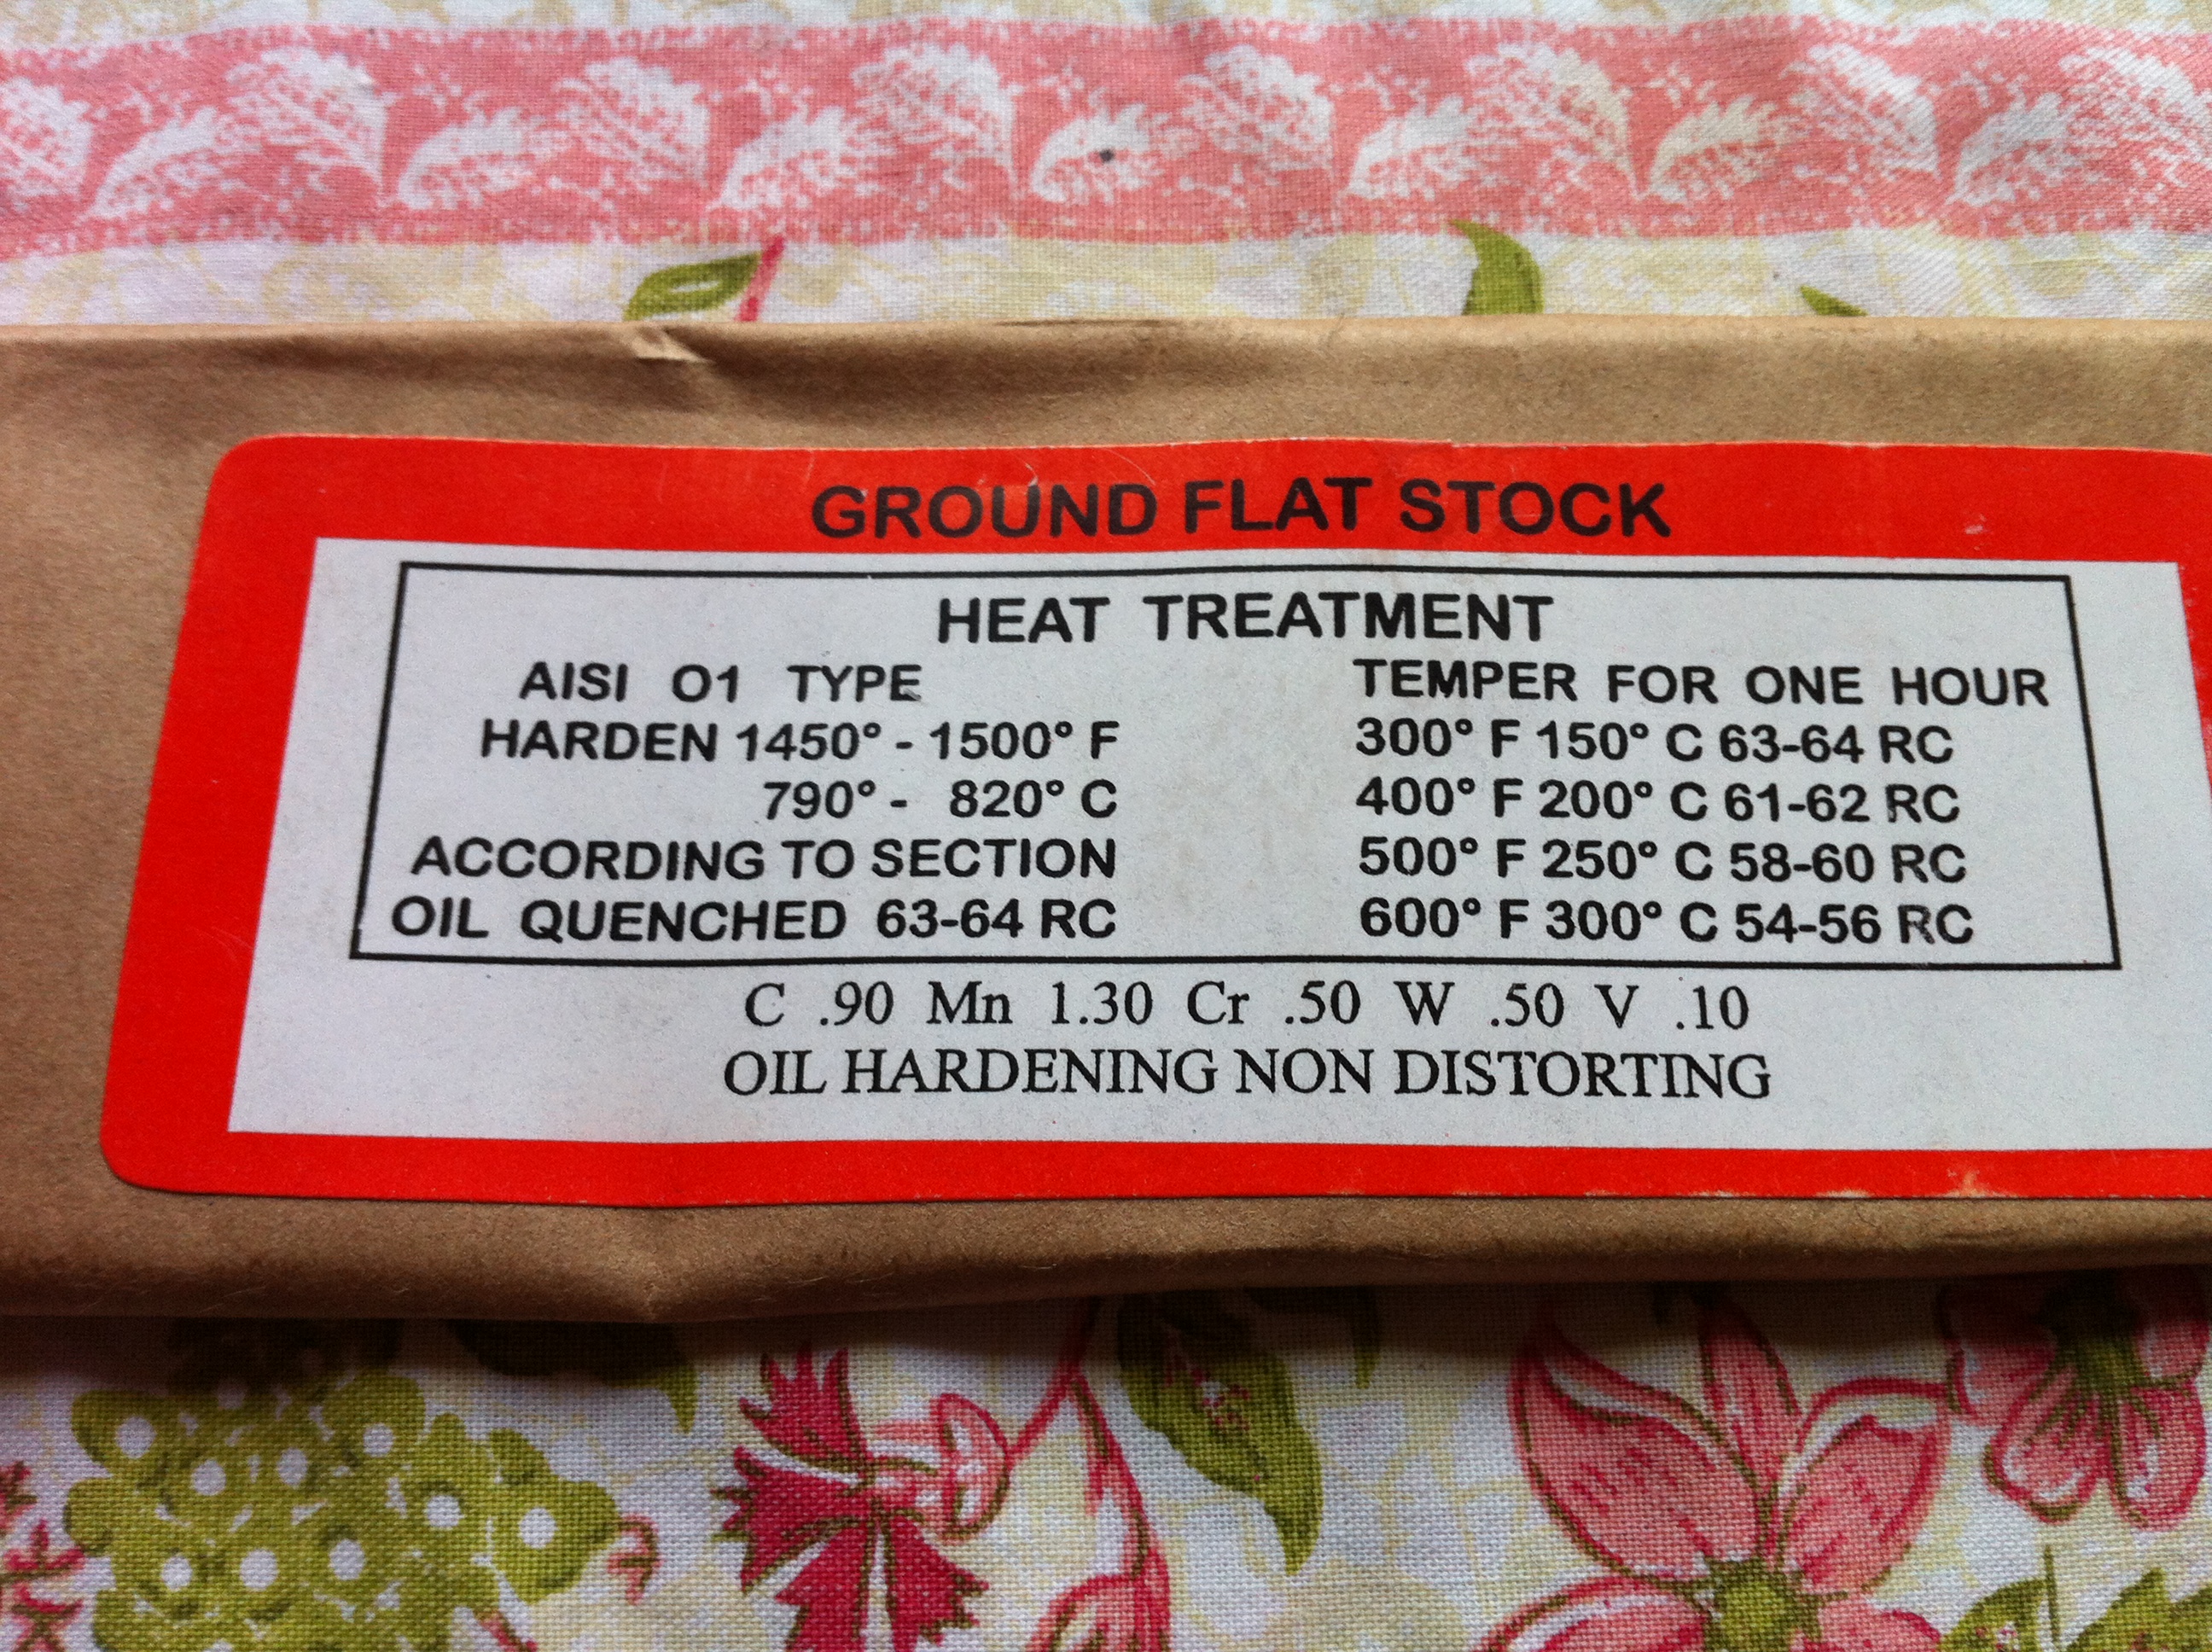 GROUND FLAT STOCK
HEAT TREATMENT
AISI O1 TYPE
HARDEN 1450° - 1500° F
790° - 820° C
ACCORDING TO SECTION
OIL QUENCHED 63-64 RC
TEMPER FOR ONE HOUR
300° F 150° C 63-64 RC
400° F 200° C 61-62 RC
500° F 250° C 58-60 RC
600° F 300° C 54-56 RC
C .90 Mn 1.30 Cr .50 W .50 V .10
OIL HARDENING NON DISTORTING